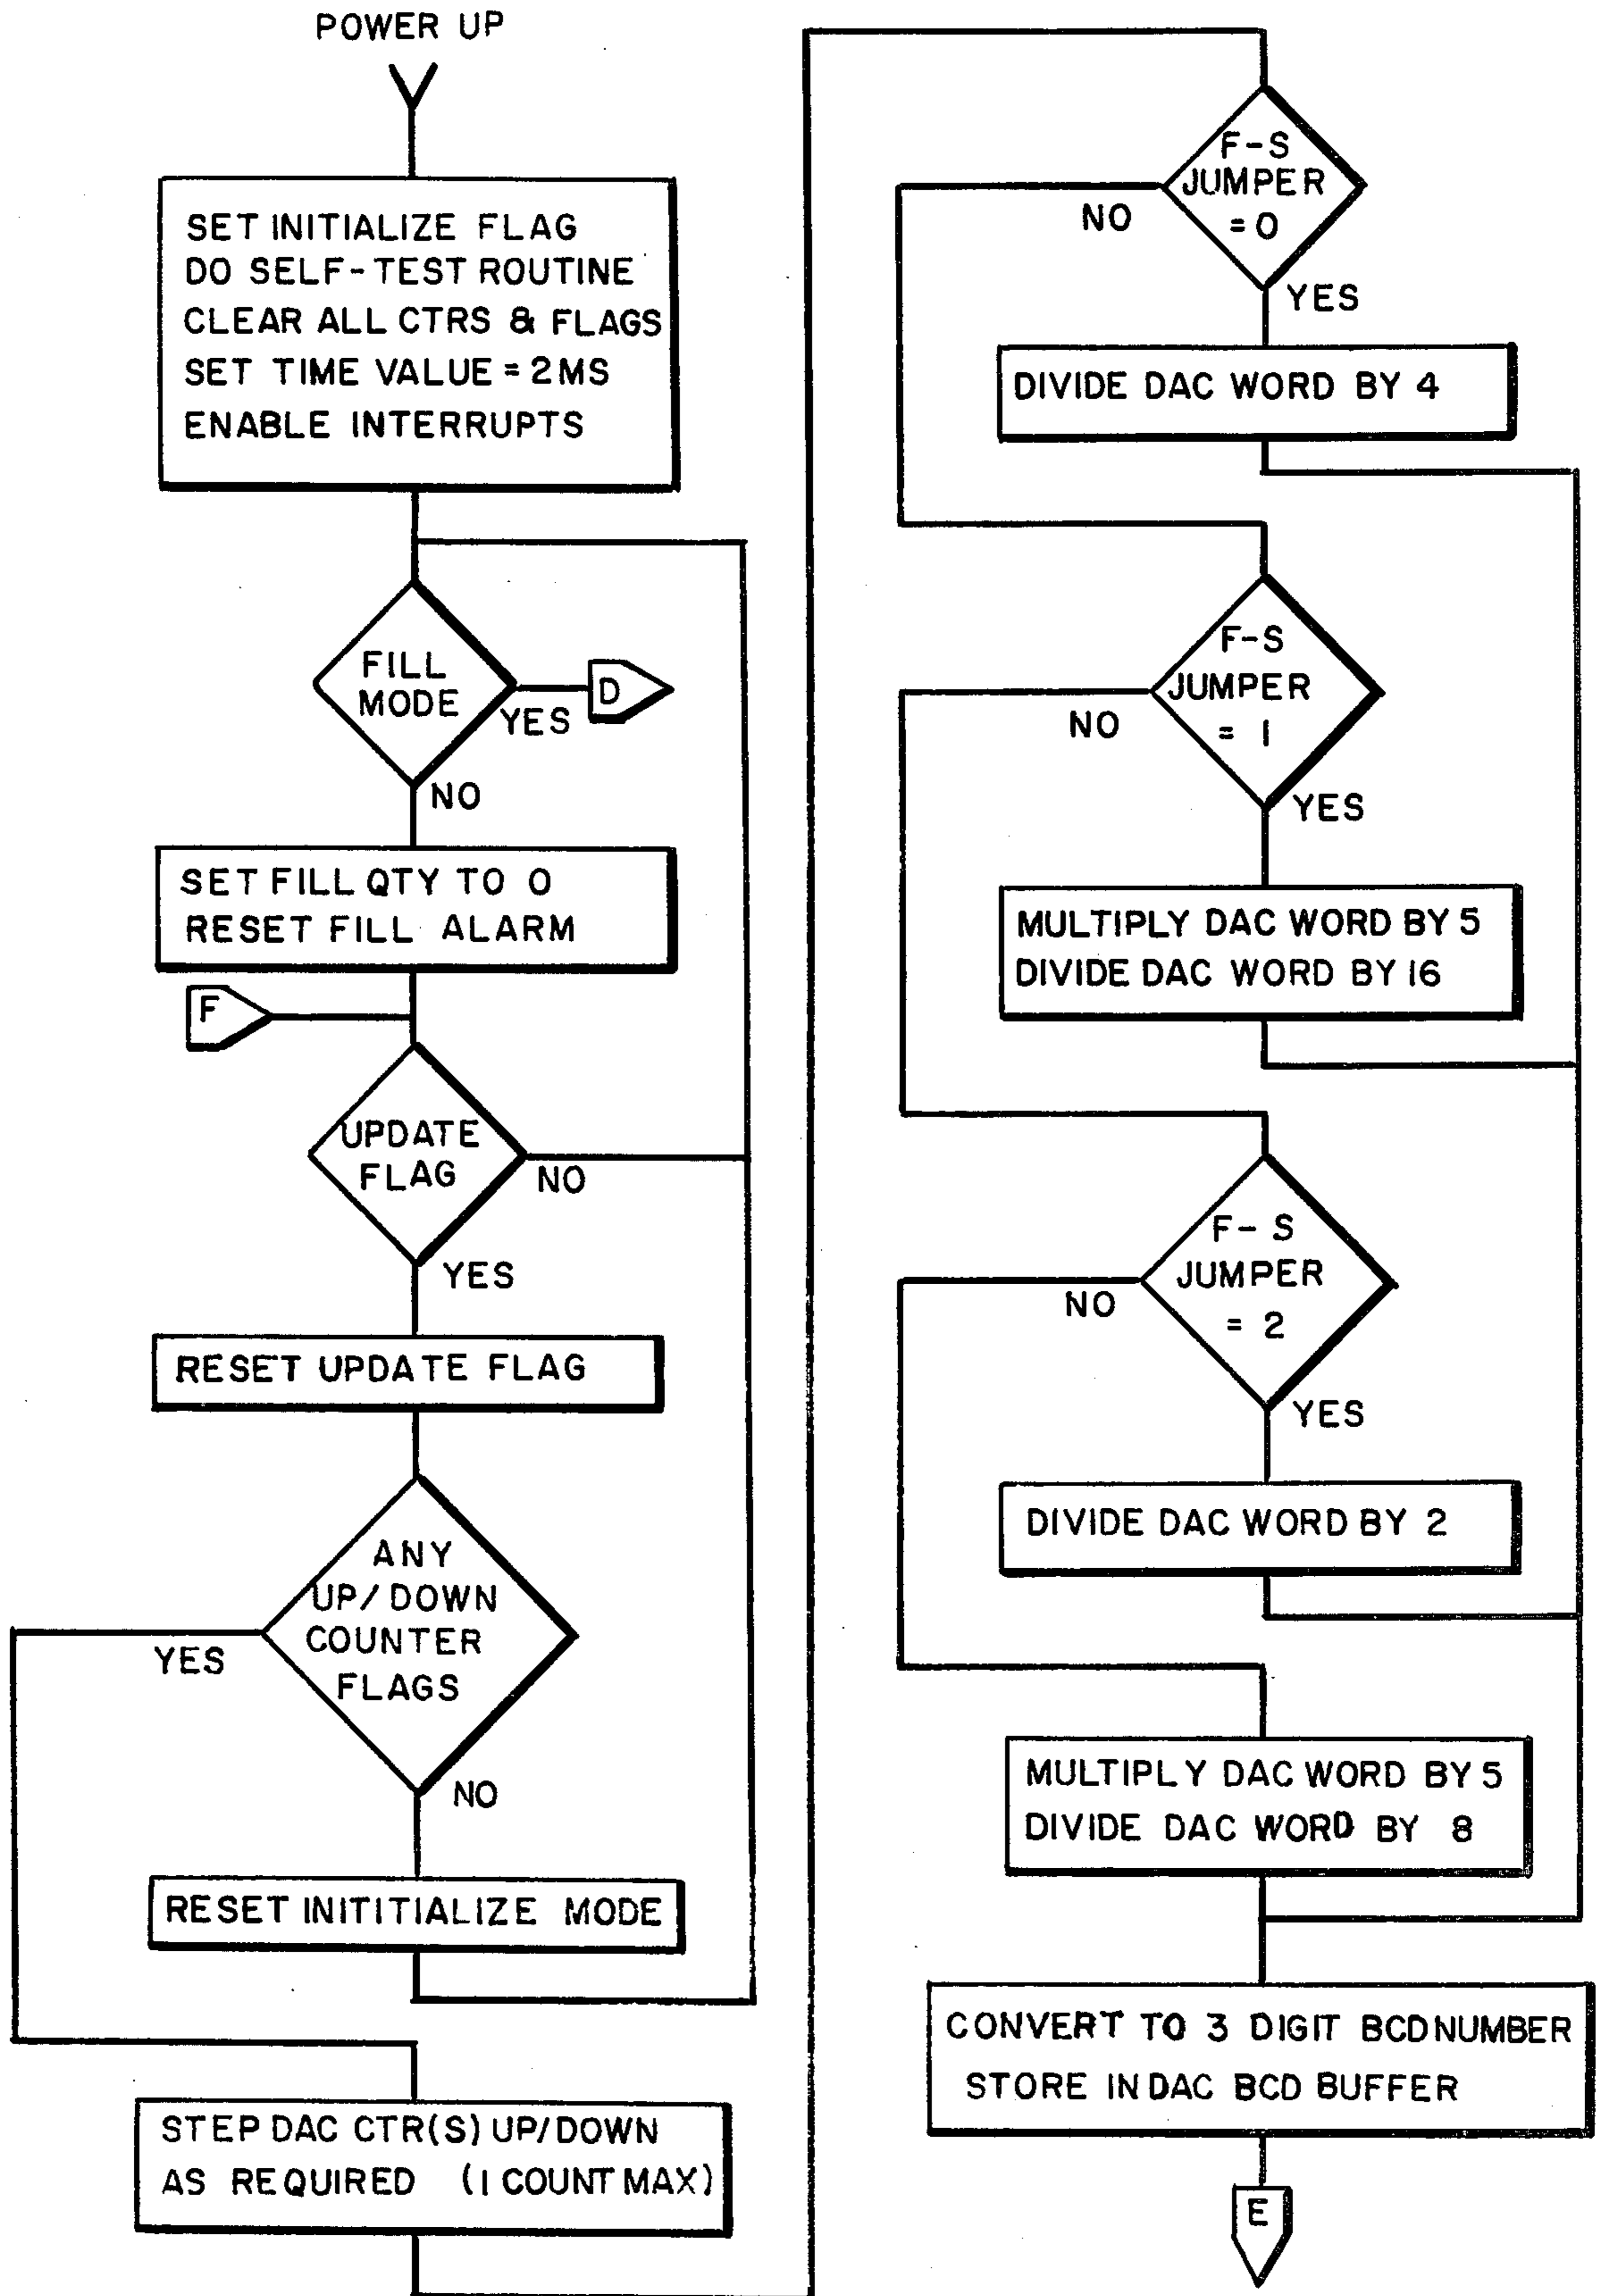 POWER UP
SET INITIALIZE FLAG
DO SELF-TEST ROUTINE
CLEAR ALL CTRS & FLAGS
SET TIME VALUE = 2MS
ENABLE INTERRUPTS
FILL
MODE
YES
D
NO
SET FILL QTY TO 0
RESET FILL ALARM
F
UPDATE
FLAG
NO
YES
RESET UPDATE FLAG
ANY
UP/DOWN
COUNTER
FLAGS
YES
NO
RESET INITITIALIZE MODE
STEP DAC CTR(S) UP/DOWN
AS REQUIRED (1 COUNT MAX)
F-S
JUMPER
= 0
NO
YES
DIVIDE DAC WORD BY 4
F-S
JUMPER
= 1
NO
YES
MULTIPLY DAC WORD BY 5
DIVIDE DAC WORD BY 16
F-S
JUMPER
= 2
NO
YES
DIVIDE DAC WORD BY 2
MULTIPLY DAC WORD BY 5
DIVIDE DAC WORD BY 8
CONVERT TO 3 DIGIT BCD NUMBER
STORE IN DAC BCD BUFFER
E